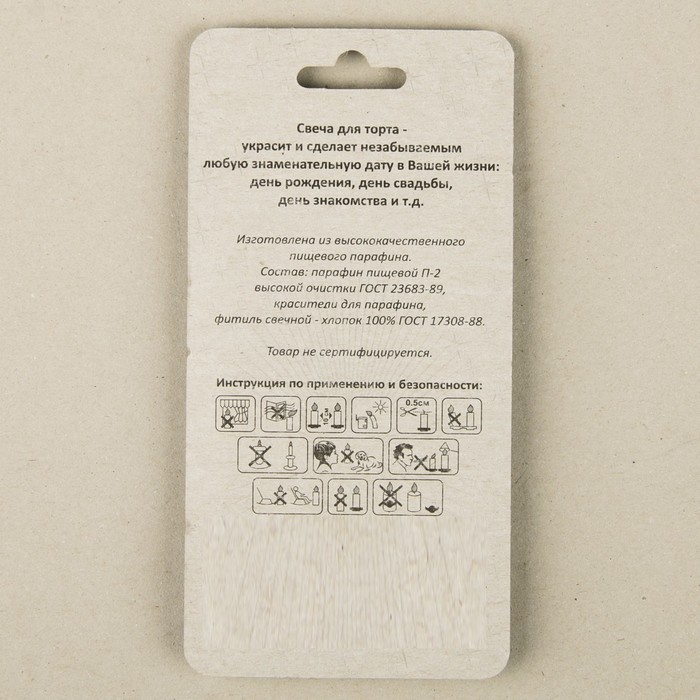 Свеча для торта -
украсит и сделает незабываемым
любую знаменательную дату в Вашей жизни:
день рождения, день свадьбы,
день знакомства и т.д.
Изготовлена из высококачественного
пищевого парафина.
Состав: парафин пищевой П-2
высокой очистки ГОСТ 23683-89,
красители для парафина,
фитиль свечной - хлопок 100% ГОСТ 17308-88.
Товар не сертифицируется.
Инструкция по применению и безопасности:
0.5см